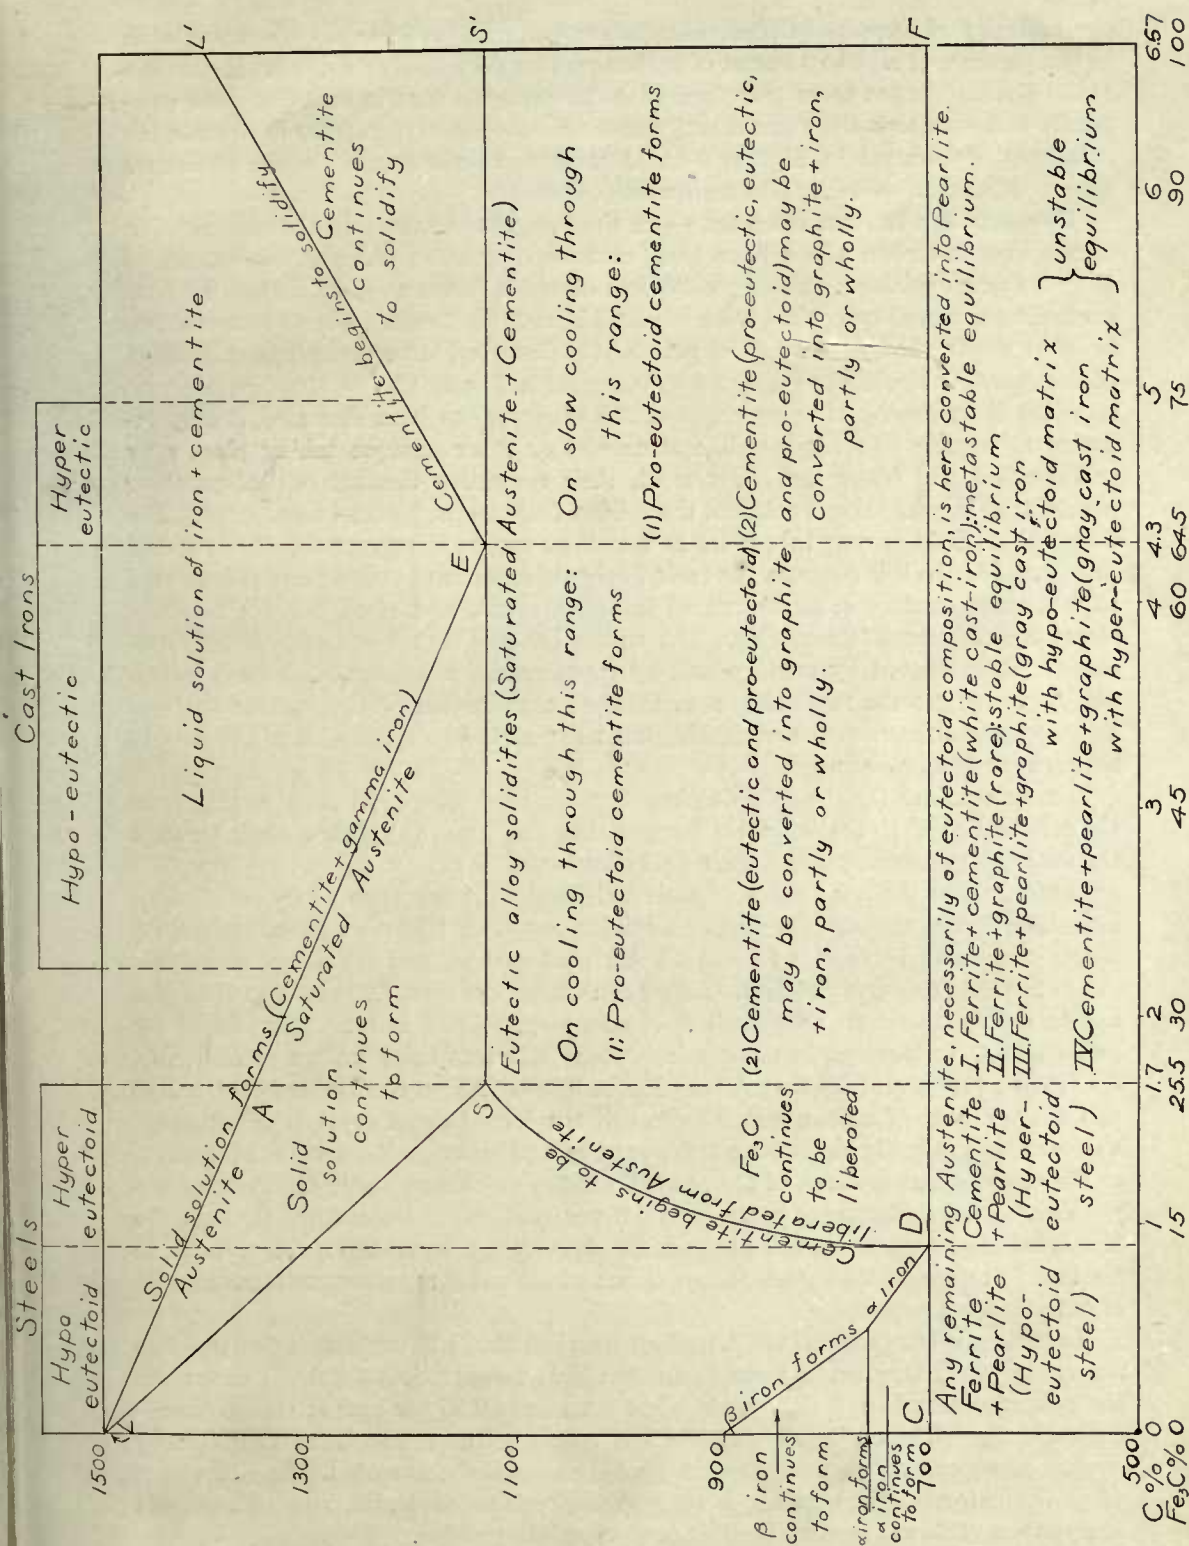 Steels
Cast Irons
Hypo
eutectoid
Hyper
eutectoid
Hypo-eutectic
Hyper
eutectic
1500
1300
1100
900
700
500
L
L'
A
E
S
S'
D
C
F
Liquid solution of iron + cementite
Solid solution forms (Cementite + gamma iron)
Austenite
Saturated Austenite
Solid
solution
continues
to form
Cementite begins to solidify
Cementite
continues
to solidify
Eutectic alloy solidifies (Saturated Austenite + Cementite)
On cooling through this range:
(1) Pro-eutectoid cementite forms
(2) Cementite (eutectic and pro-eutectoid)
may be converted into graphite
+ iron, partly or wholly.
On slow cooling through
this range:
(1) Pro-eutectoid cementite forms
(2) Cementite (pro-eutectic, eutectic,
and pro-eutectoid) may be
converted into graphite + iron,
partly or wholly.
Cementite begins to be
liberated from Austenite
Fe₃C
continues
to be
liberated
β iron forms
α iron
β iron
continues
to form
α iron forms
α iron
continues
to form
Any remaining Austenite, necessarily of eutectoid composition, is here converted into Pearlite.
Ferrite
+ Pearlite
(Hypo-
eutectoid
steel)
Cementite
+ Pearlite
(Hyper-
eutectoid
steel)
I. Ferrite + cementite (white cast-iron): metastable equilibrium.
II. Ferrite + graphite (rare): stable equilibrium
III. Ferrite + pearlite + graphite (gray cast iron
with hypo-eutectoid matrix
IV. Cementite + pearlite + graphite (gray cast iron
with hyper-eutectoid matrix
} unstable
equilibrium
C % 0 1 1.7 2 3 4 4.3 5 6 6.67
Fe₃C % 0 15 25.5 30 45 60 64.5 75 90 100